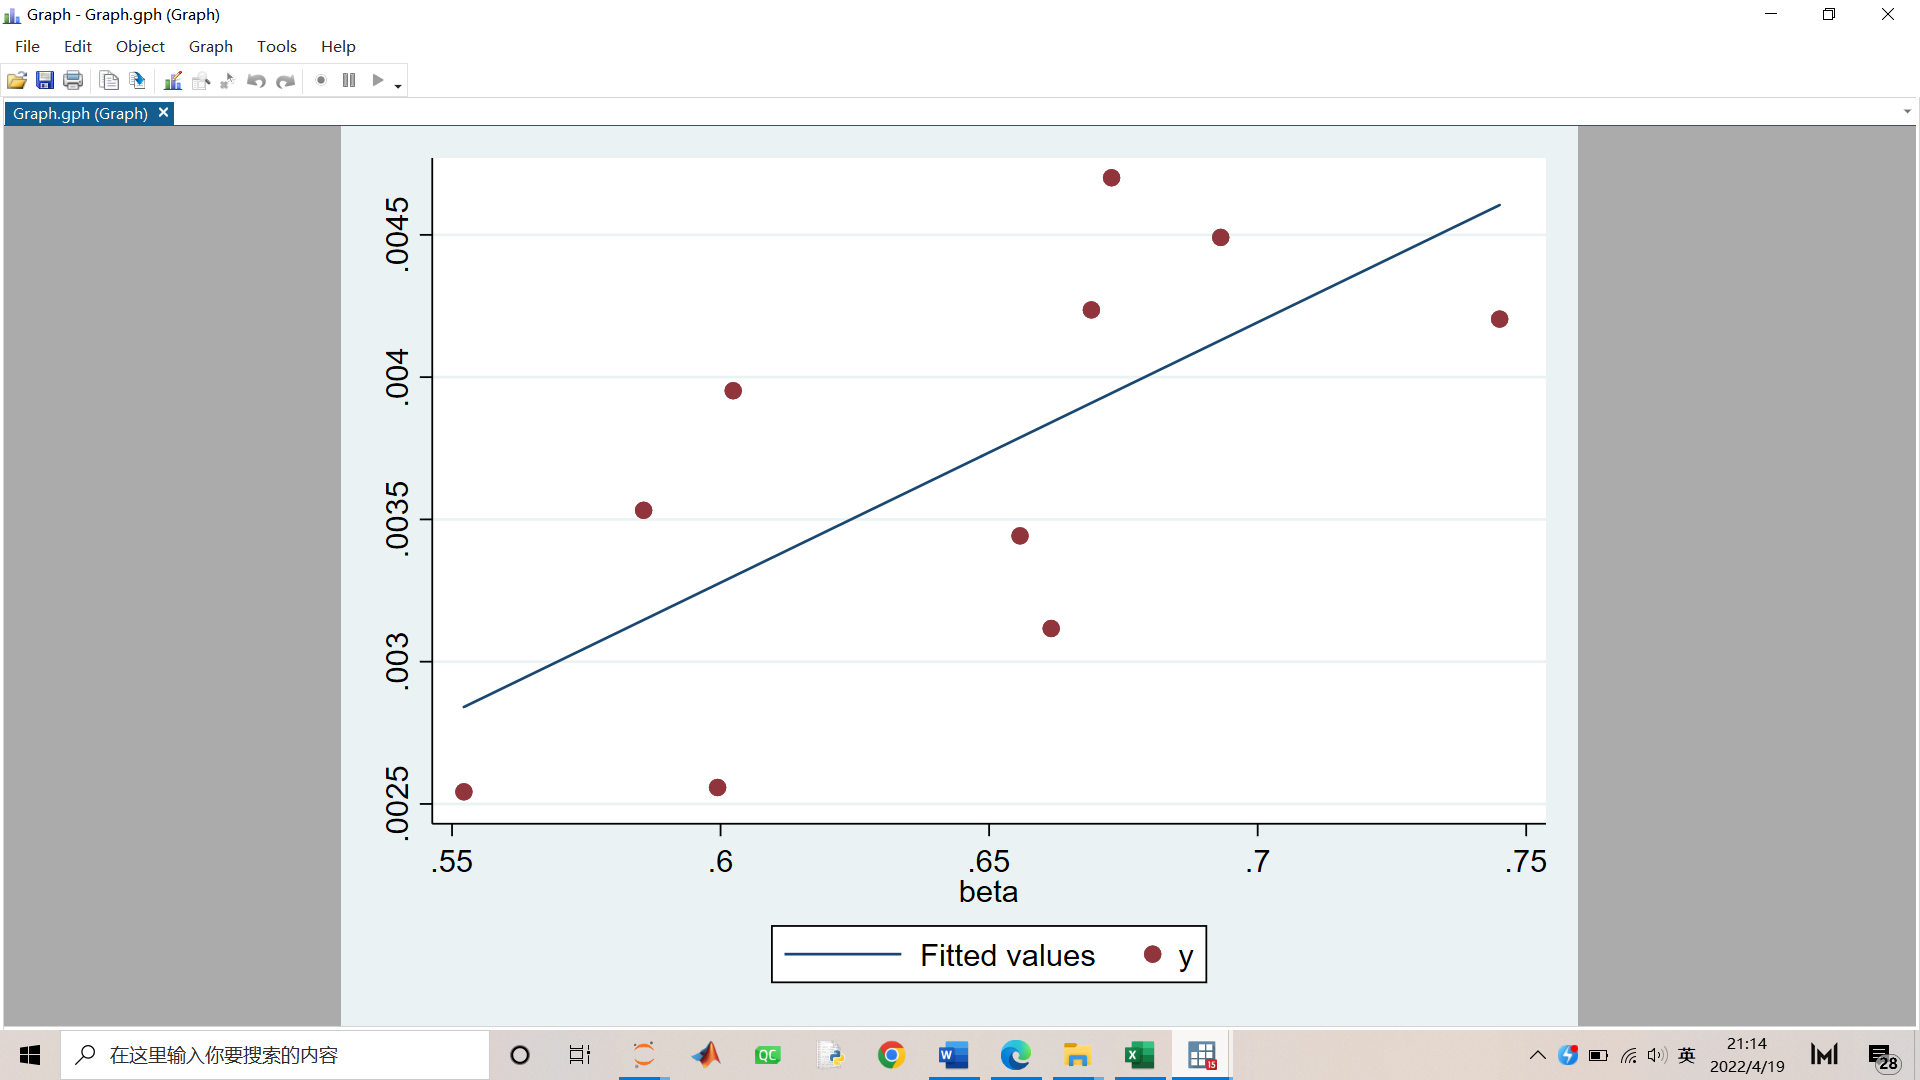 Graph - Graph.gph (Graph)
File Edit Object Graph Tools Help
Graph.gph (Graph)
.0045
.004
.0035
.003
.0025
.55 .6 .65 .7 .75
beta
Fitted values y
在这里输入你要搜索的内容
QC
W
X
15
英
21:14
2022/4/19
28